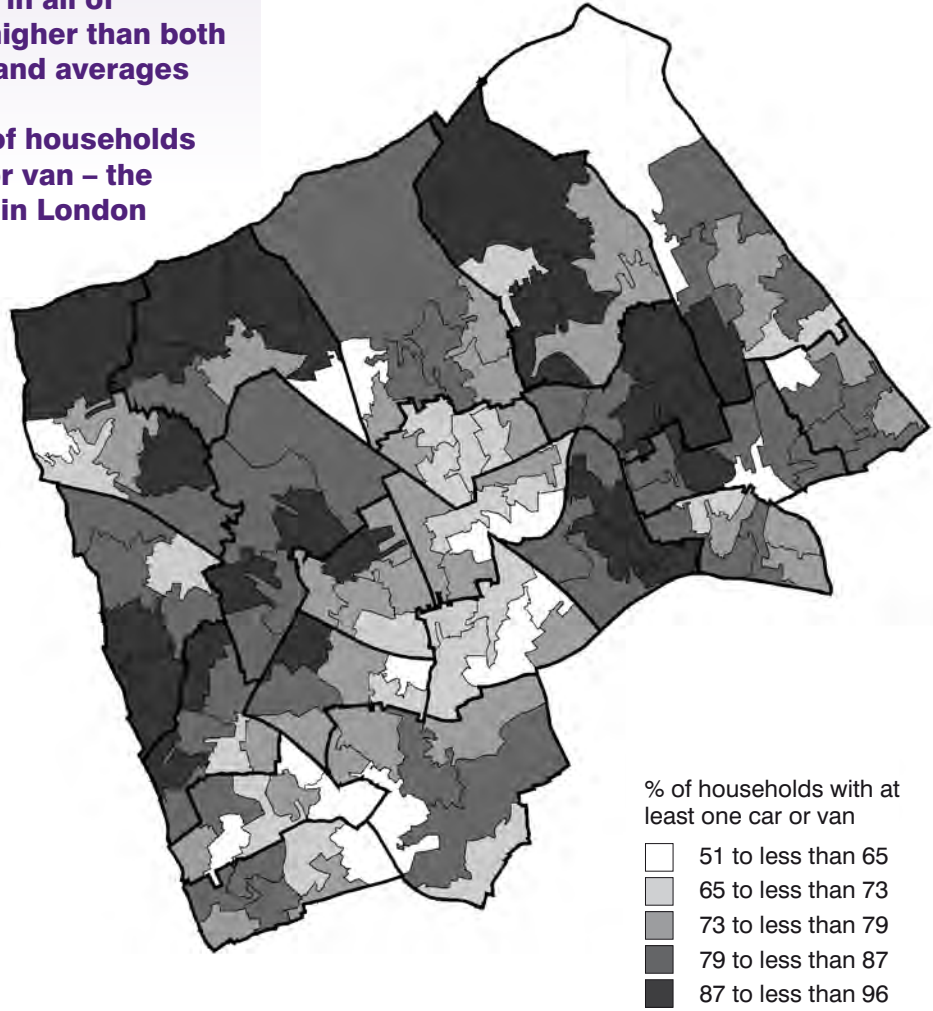 in all of
higher than both
and averages
of households
or van – the
in London
% of households with at
least one car or van
51 to less than 65
65 to less than 73
73 to less than 79
79 to less than 87
87 to less than 96